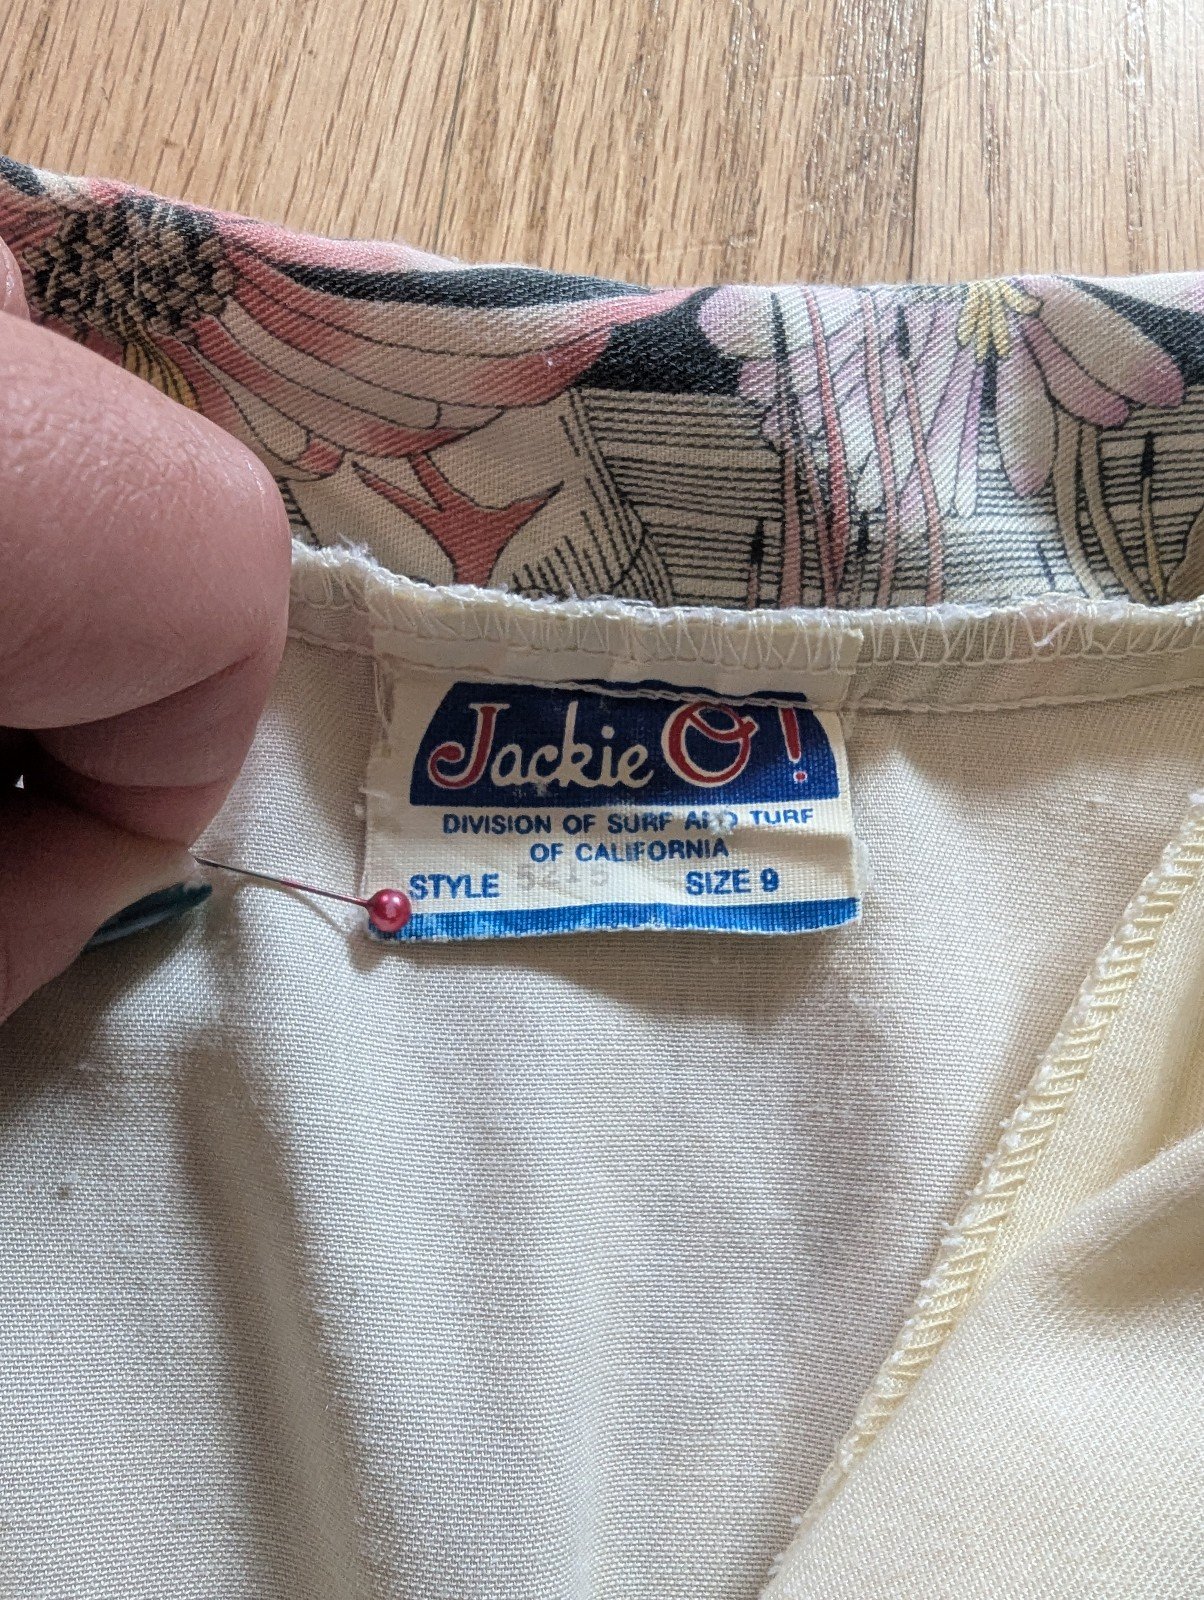 Jackie O!
DIVISION OF SURF AND TURF
OF CALIFORNIA
STYLE 5215 SIZE 9